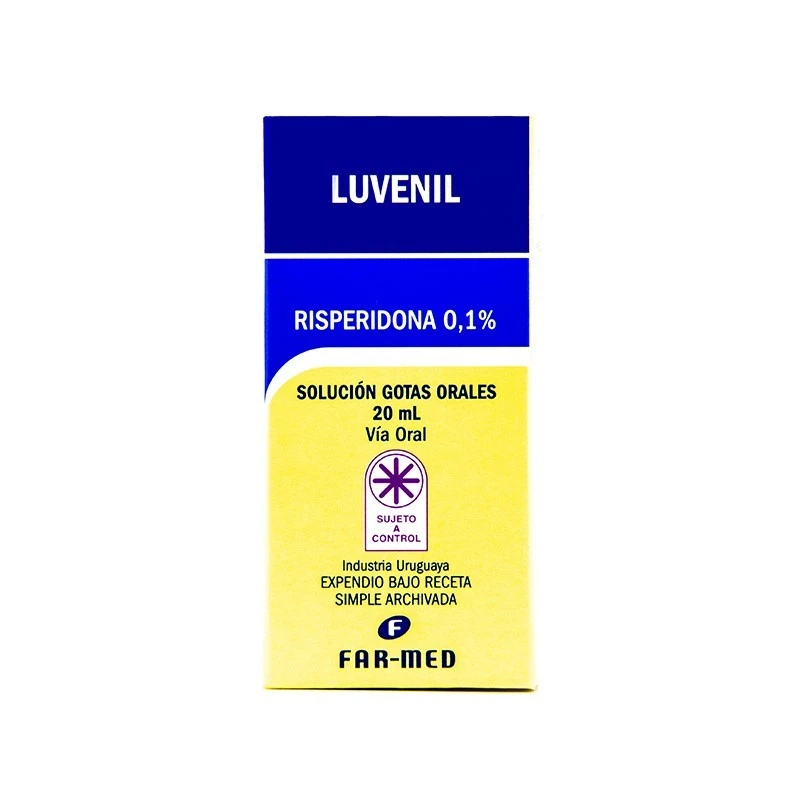 LUVENIL
RISPERIDONA 0,1%
SOLUCIÓN GOTAS ORALES
20 mL
Vía Oral
SUJETO
A
CONTROL
Industria Uruguaya
EXPENDIO BAJO RECETA
SIMPLE ARCHIVADA
F
FAR-MED